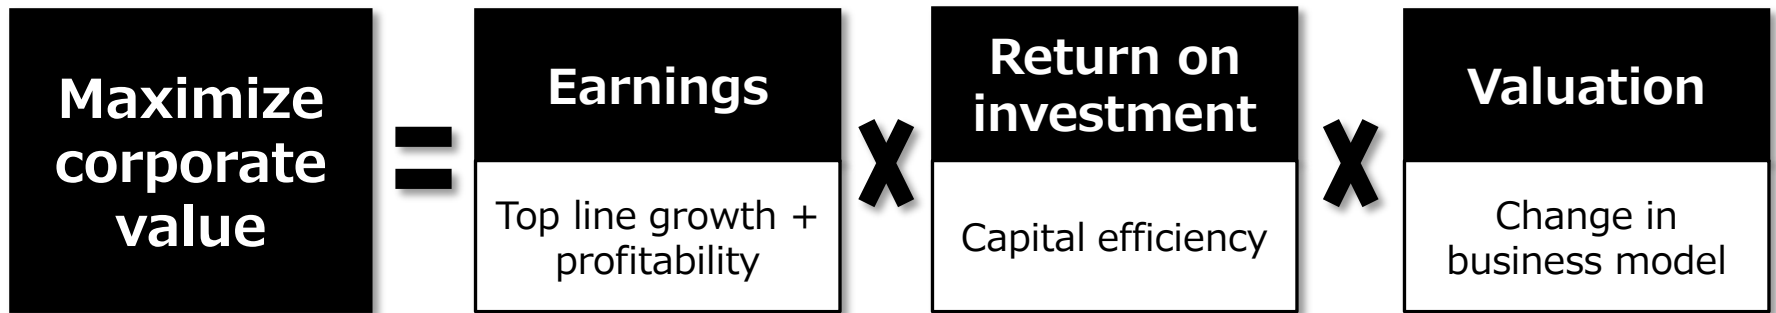 Maximize
corporate
value
=
Earnings
Top line growth +
profitability
X
Return on
investment
Capital efficiency
X
Valuation
Change in
business model